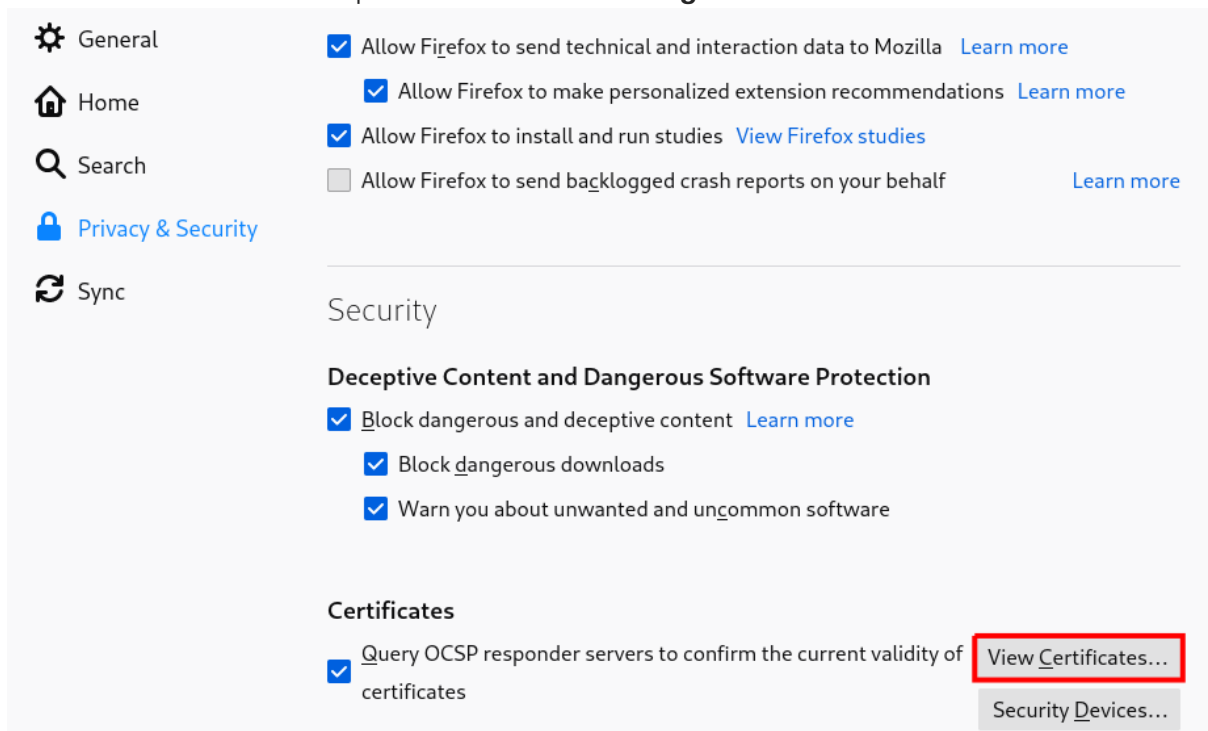 General
Home
Search
Privacy & Security
Sync
Allow Firefox to send technical and interaction data to Mozilla Learn more
Allow Firefox to make personalized extension recommendations Learn more
Allow Firefox to install and run studies View Firefox studies
Allow Firefox to send backlogged crash reports on your behalf Learn more
Security
Deceptive Content and Dangerous Software Protection
Block dangerous and deceptive content Learn more
Block dangerous downloads
Warn you about unwanted and uncommon software
Certificates
Query OCSP responder servers to confirm the current validity of
certificates
View Certificates...
Security Devices...